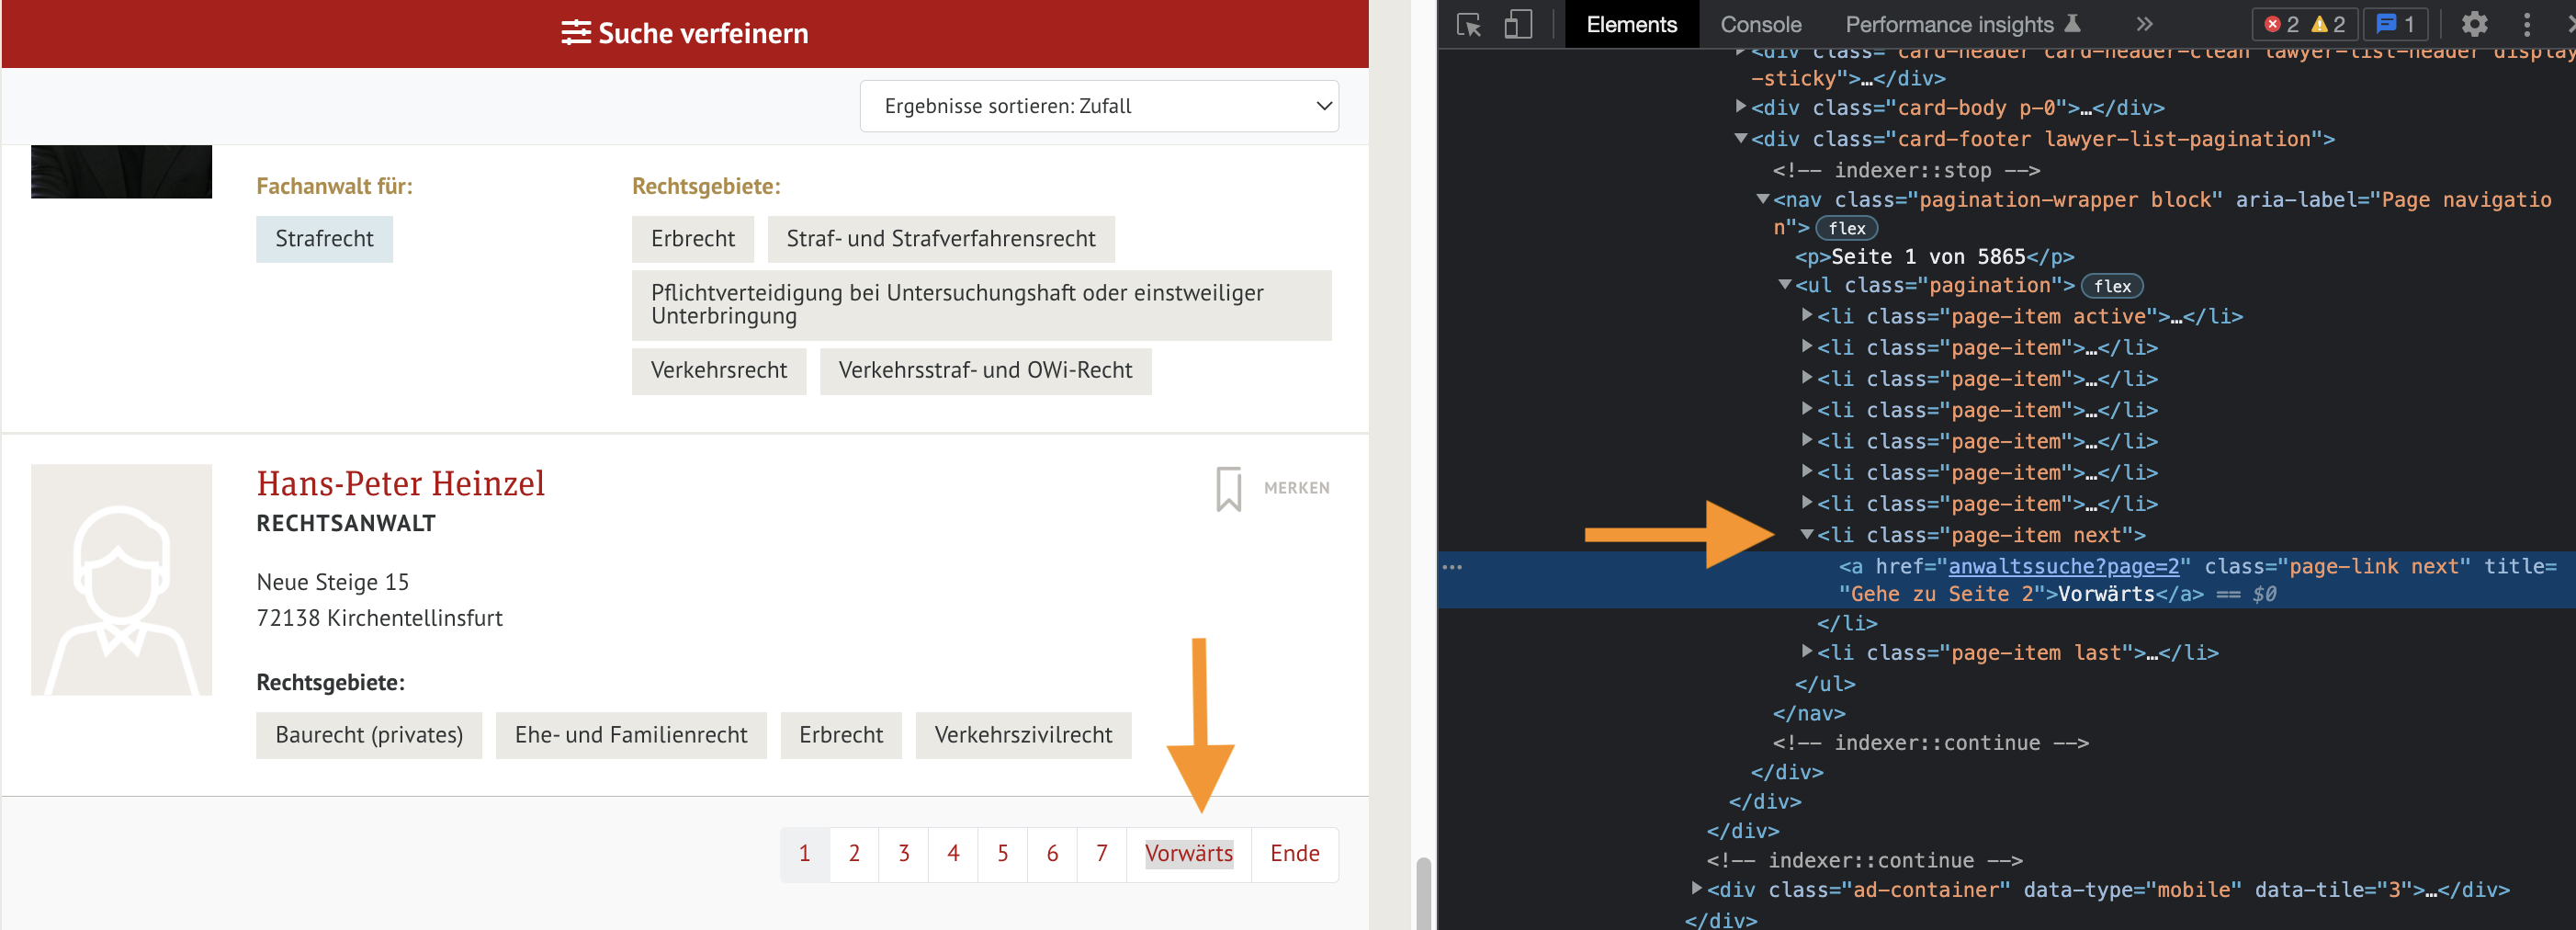 Suche verfeinern
Ergebnisse sortieren: Zufall
Fachanwalt für:
Strafrecht
Rechtsgebiete:
Erbrecht
Straf- und Strafverfahrensrecht
Pflichtverteidigung bei Untersuchungshaft oder einstweiliger
Unterbringung
Verkehrsrecht
Verkehrsstraf- und OWi-Recht
Hans-Peter Heinzel
MERKEN
RECHTSANWALT
Neue Steige 15
72138 Kirchentellinsfurt
Rechtsgebiete:
Baurecht (privates)
Ehe- und Familienrecht
Erbrecht
Verkehrszivilrecht
1 2 3 4 5 6 7 Vorwärts Ende
Elements Console Performance insights » 2 2 1
<div class="card-header card-header-clean lawyer-list-header display
-sticky">…</div>
<div class="card-body p-0">…</div>
<div class="card-footer lawyer-list-pagination">
<!-- indexer::stop -->
<nav class="pagination-wrapper block" aria-label="Page navigatio
n"> flex
<p>Seite 1 von 5865</p>
<ul class="pagination"> flex
<li class="page-item active">…</li>
<li class="page-item">…</li>
<li class="page-item">…</li>
<li class="page-item">…</li>
<li class="page-item">…</li>
<li class="page-item">…</li>
<li class="page-item">…</li>
<li class="page-item next">
<a href="anwaltssuche?page=2" class="page-link next" title=
"Gehe zu Seite 2">Vorwärts</a> == $0
</li>
<li class="page-item last">…</li>
</ul>
</nav>
<!-- indexer::continue -->
</div>
</div>
</div>
<!-- indexer::continue -->
<div class="ad-container" data-type="mobile" data-tile="3">…</div>
</div>